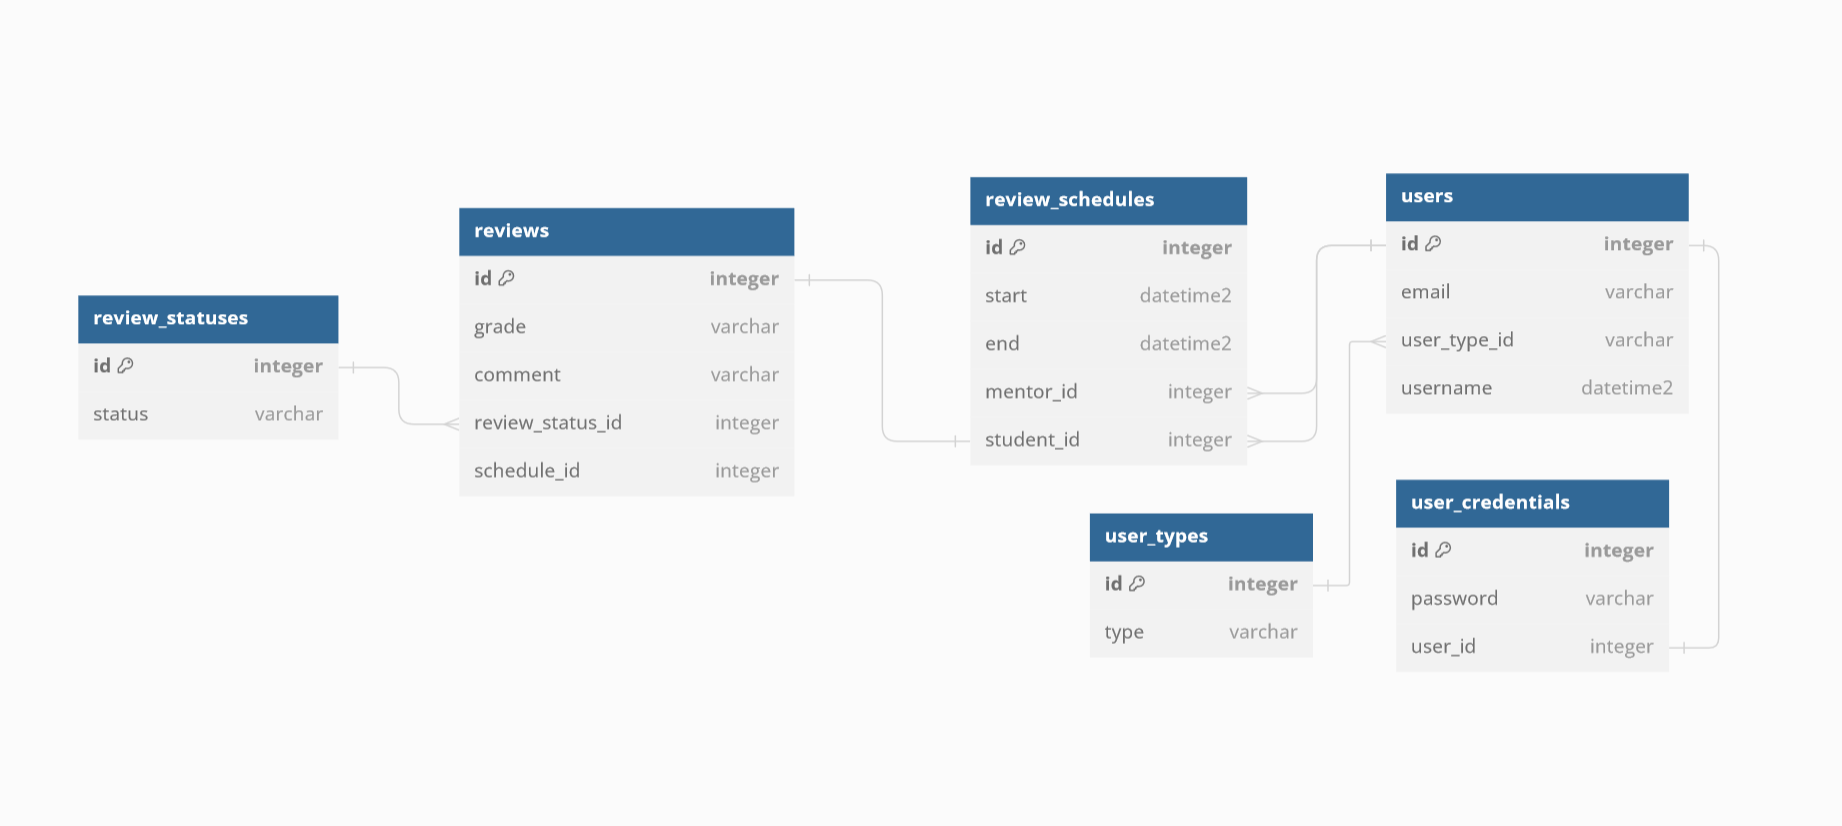 review_statuses
id integer
status varchar
reviews
id integer
grade varchar
comment varchar
review_status_id integer
schedule_id integer
review_schedules
id integer
start datetime2
end datetime2
mentor_id integer
student_id integer
users
id integer
email varchar
user_type_id varchar
username datetime2
user_types
id integer
type varchar
user_credentials
id integer
password varchar
user_id integer